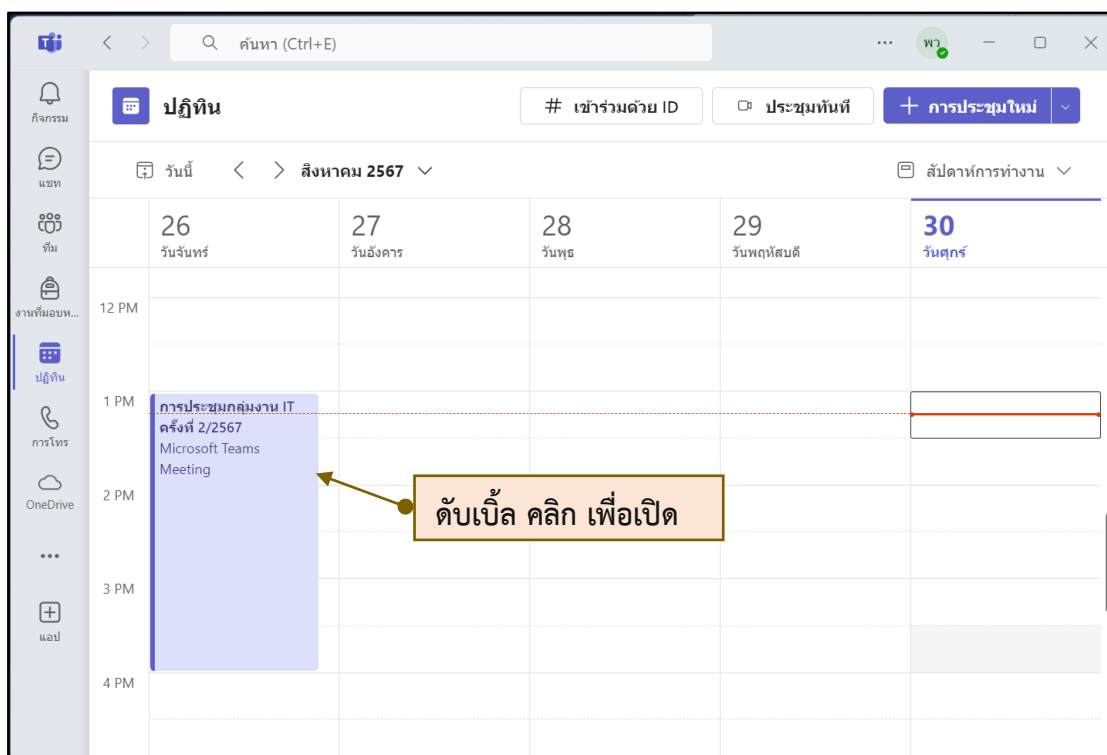 ค้นหา (Ctrl+E)
พว
กิจกรรม
แชท
ทีม
งานที่มอบห...
ปฏิทิน
การโทร
OneDrive
แอป
ปฏิทิน
# เข้าร่วมด้วย ID
ประชุมทันที
+ การประชุมใหม่
วันนี้
สิงหาคม 2567
สัปดาห์การทำงาน
26
วันจันทร์
27
วันอังคาร
28
วันพุธ
29
วันพฤหัสบดี
30
วันศุกร์
12 PM
1 PM
การประชุมกลุ่มงาน IT
ครั้งที่ 2/2567
Microsoft Teams
Meeting
2 PM
ดับเบิ้ล คลิก เพื่อเปิด
3 PM
4 PM